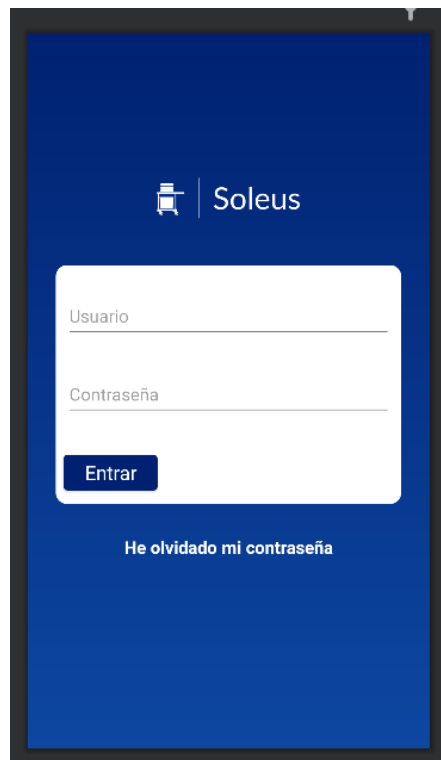 Soleus
Usuario
Contraseña
Entrar
He olvidado mi contraseña